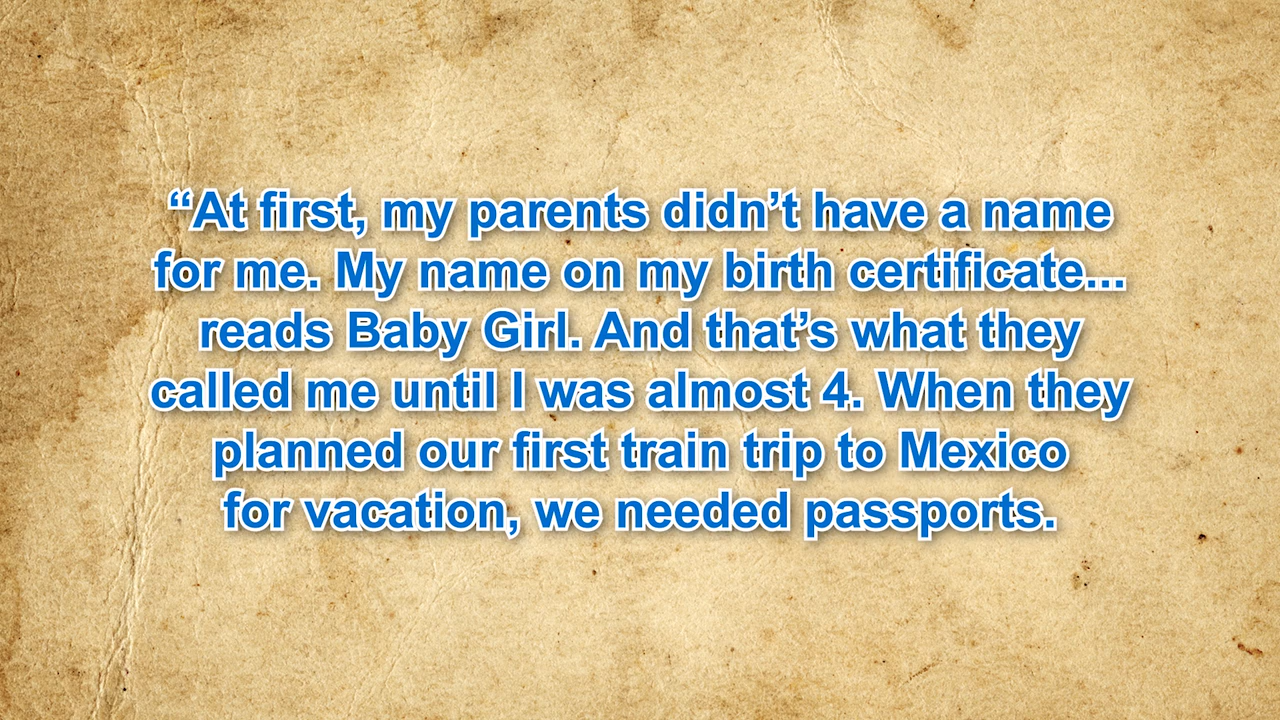 “At first, my parents didn’t have a name
for me. My name on my birth certificate...
reads Baby Girl. And that’s what they
called me until I was almost 4. When they
planned our first train trip to Mexico
for vacation, we needed passports.